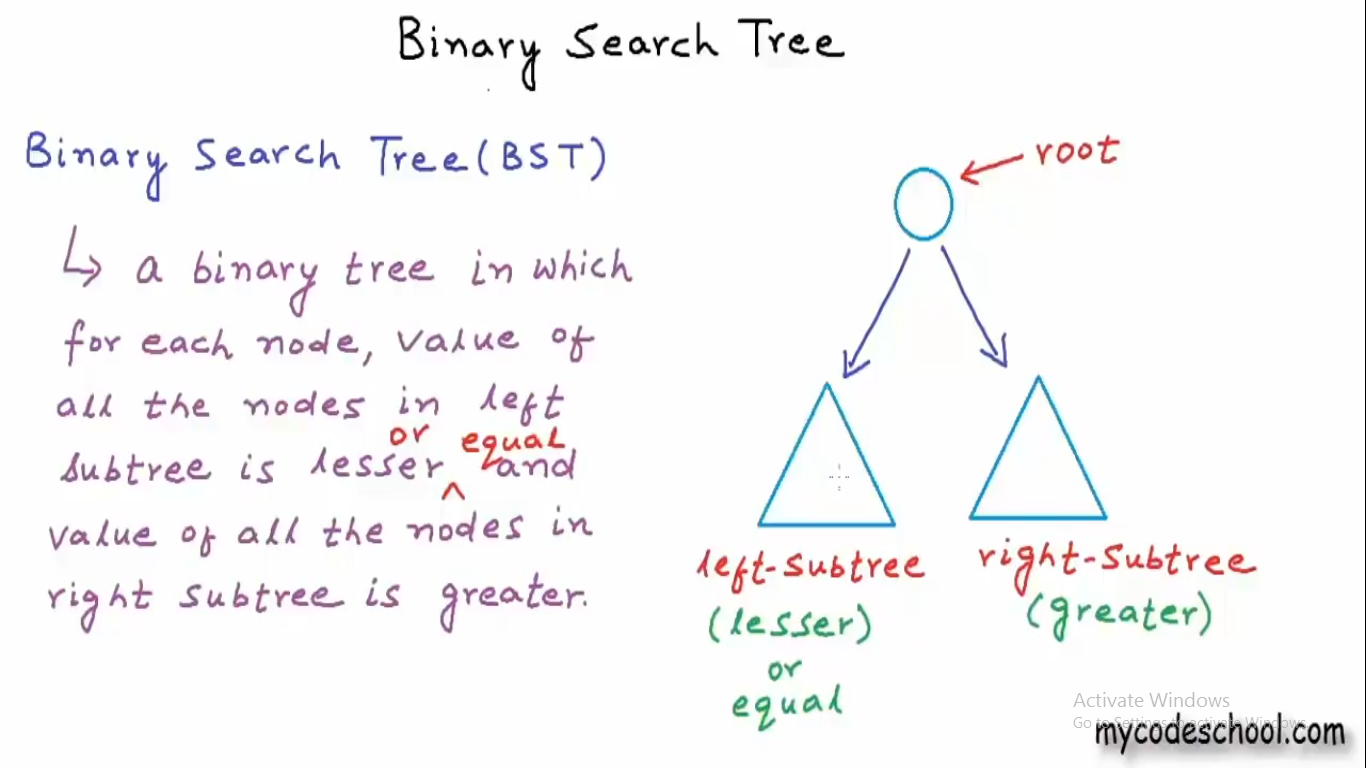 Binary Search Tree
Binary Search Tree (BST)
a binary tree in which
for each node, value of
all the nodes in left
or equal
subtree is lesser ^ and
value of all the nodes in
right subtree is greater.
root
left-subtree
(lesser)
or
equal
right-subtree
(greater)
Activate Windows
Go to Settings to activate Windows.
mycodeschool.com